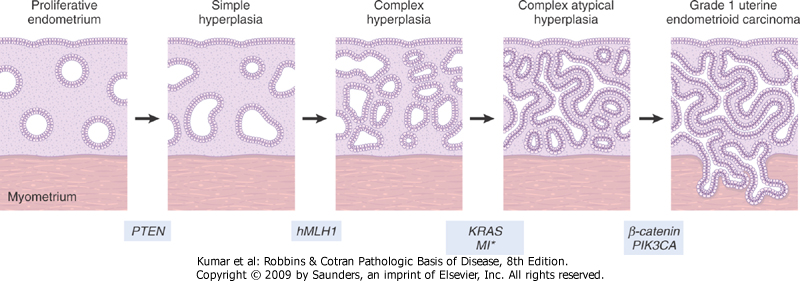 Proliferative
endometrium
Simple
hyperplasia
Complex
hyperplasia
Complex atypical
hyperplasia
Grade 1 uterine
endometrioid carcinoma
Myometrium
PTEN
hMLH1
KRAS
MI*
β-catenin
PIK3CA
Kumar et al: Robbins & Cotran Pathologic Basis of Disease, 8th Edition.
Copyright © 2009 by Saunders, an imprint of Elsevier, Inc. All rights reserved.